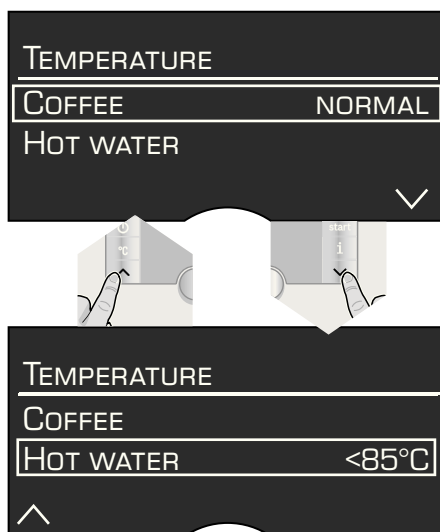 TEMPERATURE
COFFEE NORMAL
HOT WATER
start
°C i
TEMPERATURE
COFFEE
HOT WATER <85°C